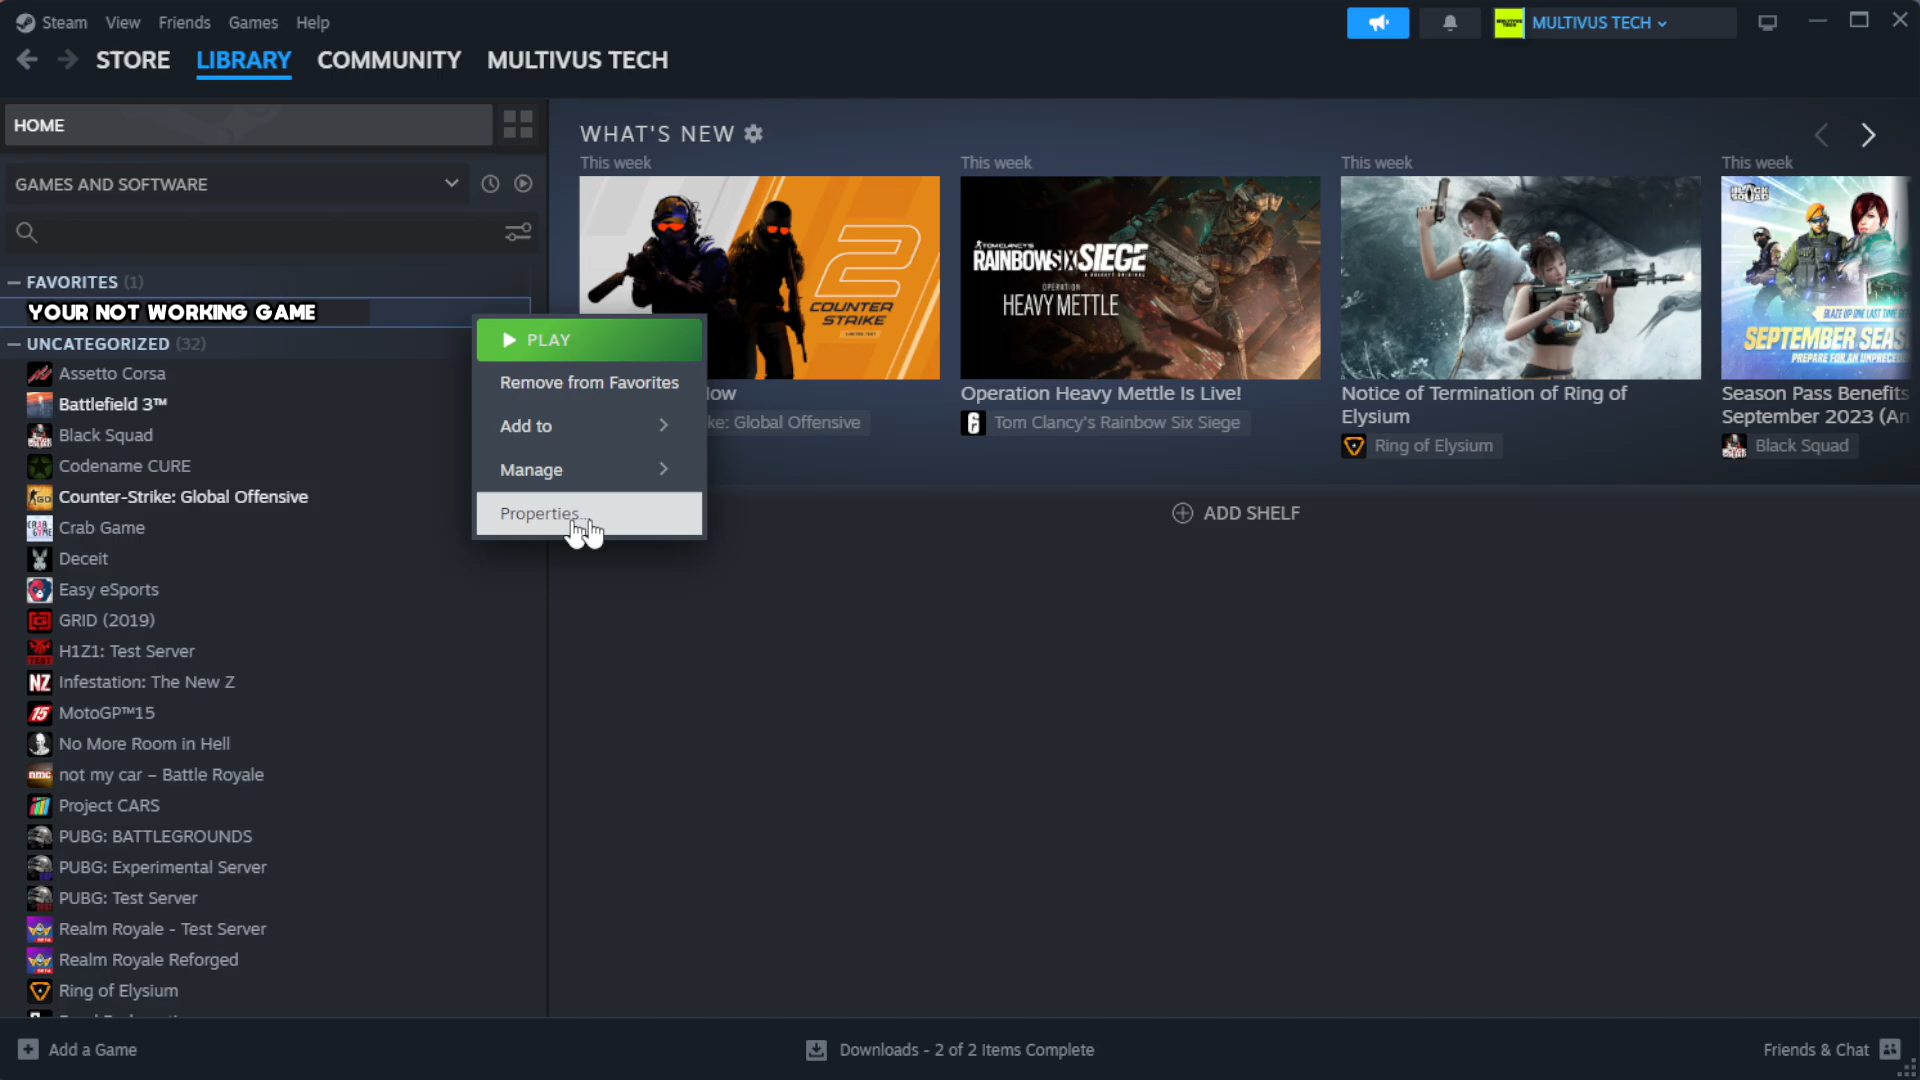 Steam View Friends Games Help
MULTIVUS TECH
STORE LIBRARY COMMUNITY MULTIVUS TECH
HOME
GAMES AND SOFTWARE
FAVORITES (1)
YOUR NOT WORKING GAME
UNCATEGORIZED (32)
Assetto Corsa
Battlefield 3™
Black Squad
Codename CURE
Counter-Strike: Global Offensive
Crab Game
Deceit
Easy eSports
GRID (2019)
H1Z1: Test Server
Infestation: The New Z
MotoGP™15
No More Room in Hell
not my car – Battle Royale
Project CARS
PUBG: BATTLEGROUNDS
PUBG: Experimental Server
PUBG: Test Server
Realm Royale - Test Server
Realm Royale Reforged
Ring of Elysium
PLAY
Remove from Favorites
Add to
Manage
Properties...
WHAT'S NEW
This week
2
COUNTER
STRIKE
ke: Global Offensive
This week
TOM CLANCY'S
RAINBOW SIX SIEGE
OPERATION
HEAVY METTLE
Operation Heavy Mettle Is Live!
Tom Clancy's Rainbow Six Siege
This week
Notice of Termination of Ring of
Elysium
Ring of Elysium
This week
BLACK
SQUAD
BLAZE UP ONE LAST TIME
SEPTEMBER SEAS
PREPARE FOR AN UNPRECED
Season Pass Benefits
September 2023 (An
Black Squad
ADD SHELF
Add a Game
Downloads - 2 of 2 Items Complete
Friends & Chat